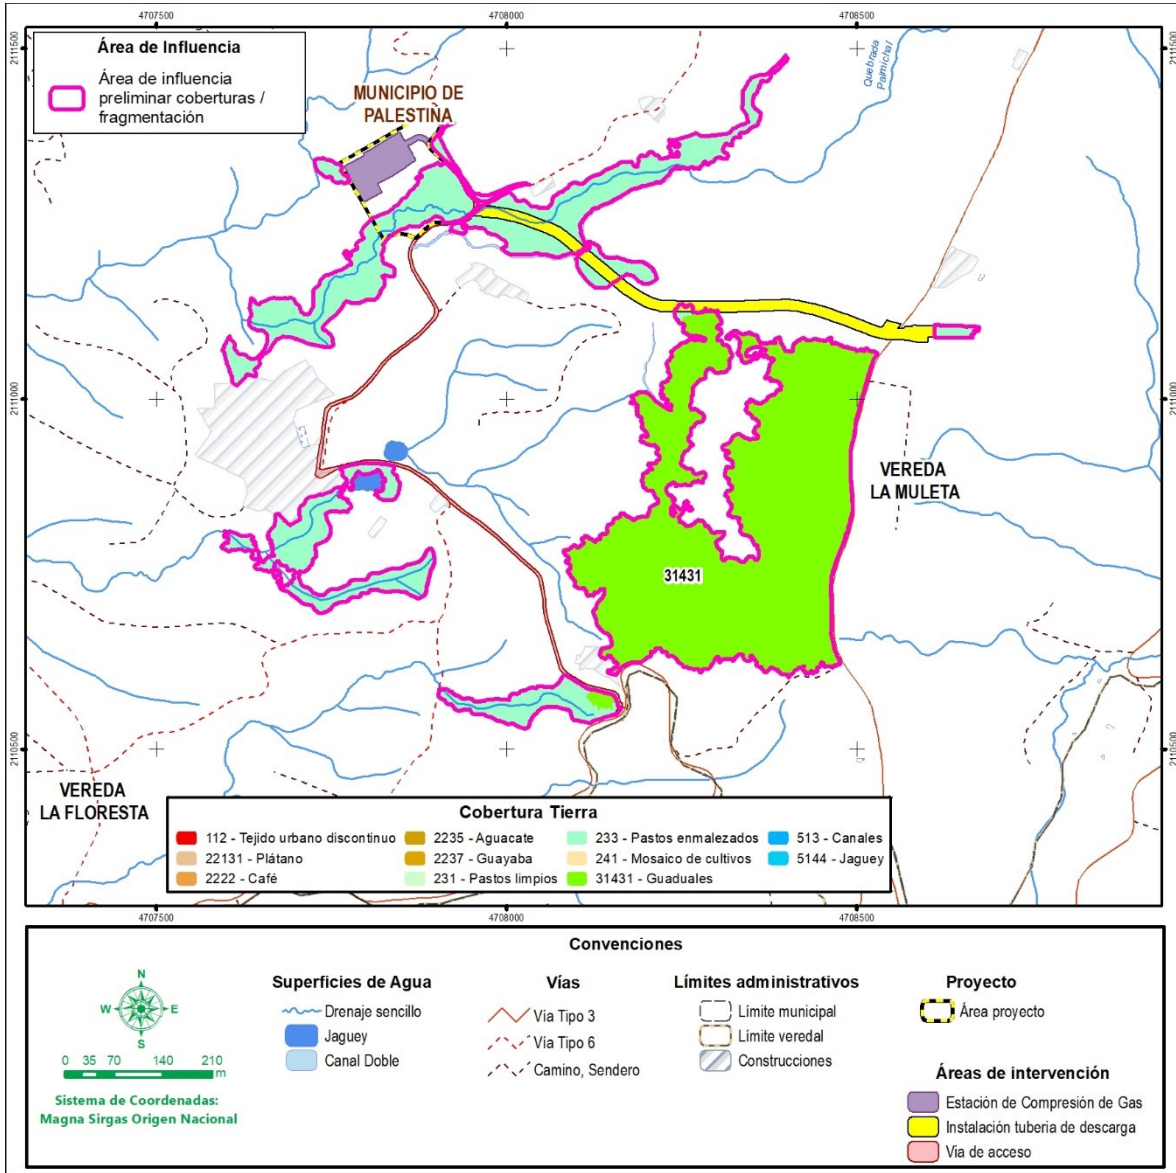 4707500
4708000
4708500
2111500
2111500
Área de Influencia
Área de influencia
preliminar coberturas /
fragmentación
MUNICIPIO DE
PALESTINA
Quebrada
Palmichal
2111000
2111000
VEREDA
LA MULETA
31431
2110500
2110500
VEREDA
LA FLORESTA
Cobertura Tierra
112 - Tejido urbano discontinuo
22131 - Plátano
2222 - Café
2235 - Aguacate
2237 - Guayaba
231 - Pastos limpios
233 - Pastos enmalezados
241 - Mosaico de cultivos
31431 - Guaduales
513 - Canales
5144 - Jaguey
4707500
4708000
4708500
Convenciones
N
W
E
S
0 35 70 140 210
m
Sistema de Coordenadas:
Magna Sirgas Origen Nacional
Superficies de Agua
Drenaje sencillo
Jaguey
Canal Doble
Vías
Via Tipo 3
Via Tipo 6
Camino, Sendero
Límites administrativos
Límite municipal
Límite veredal
Construcciones
Proyecto
Área proyecto
Áreas de intervención
Estación de Compresión de Gas
Instalación tuberia de descarga
Via de acceso